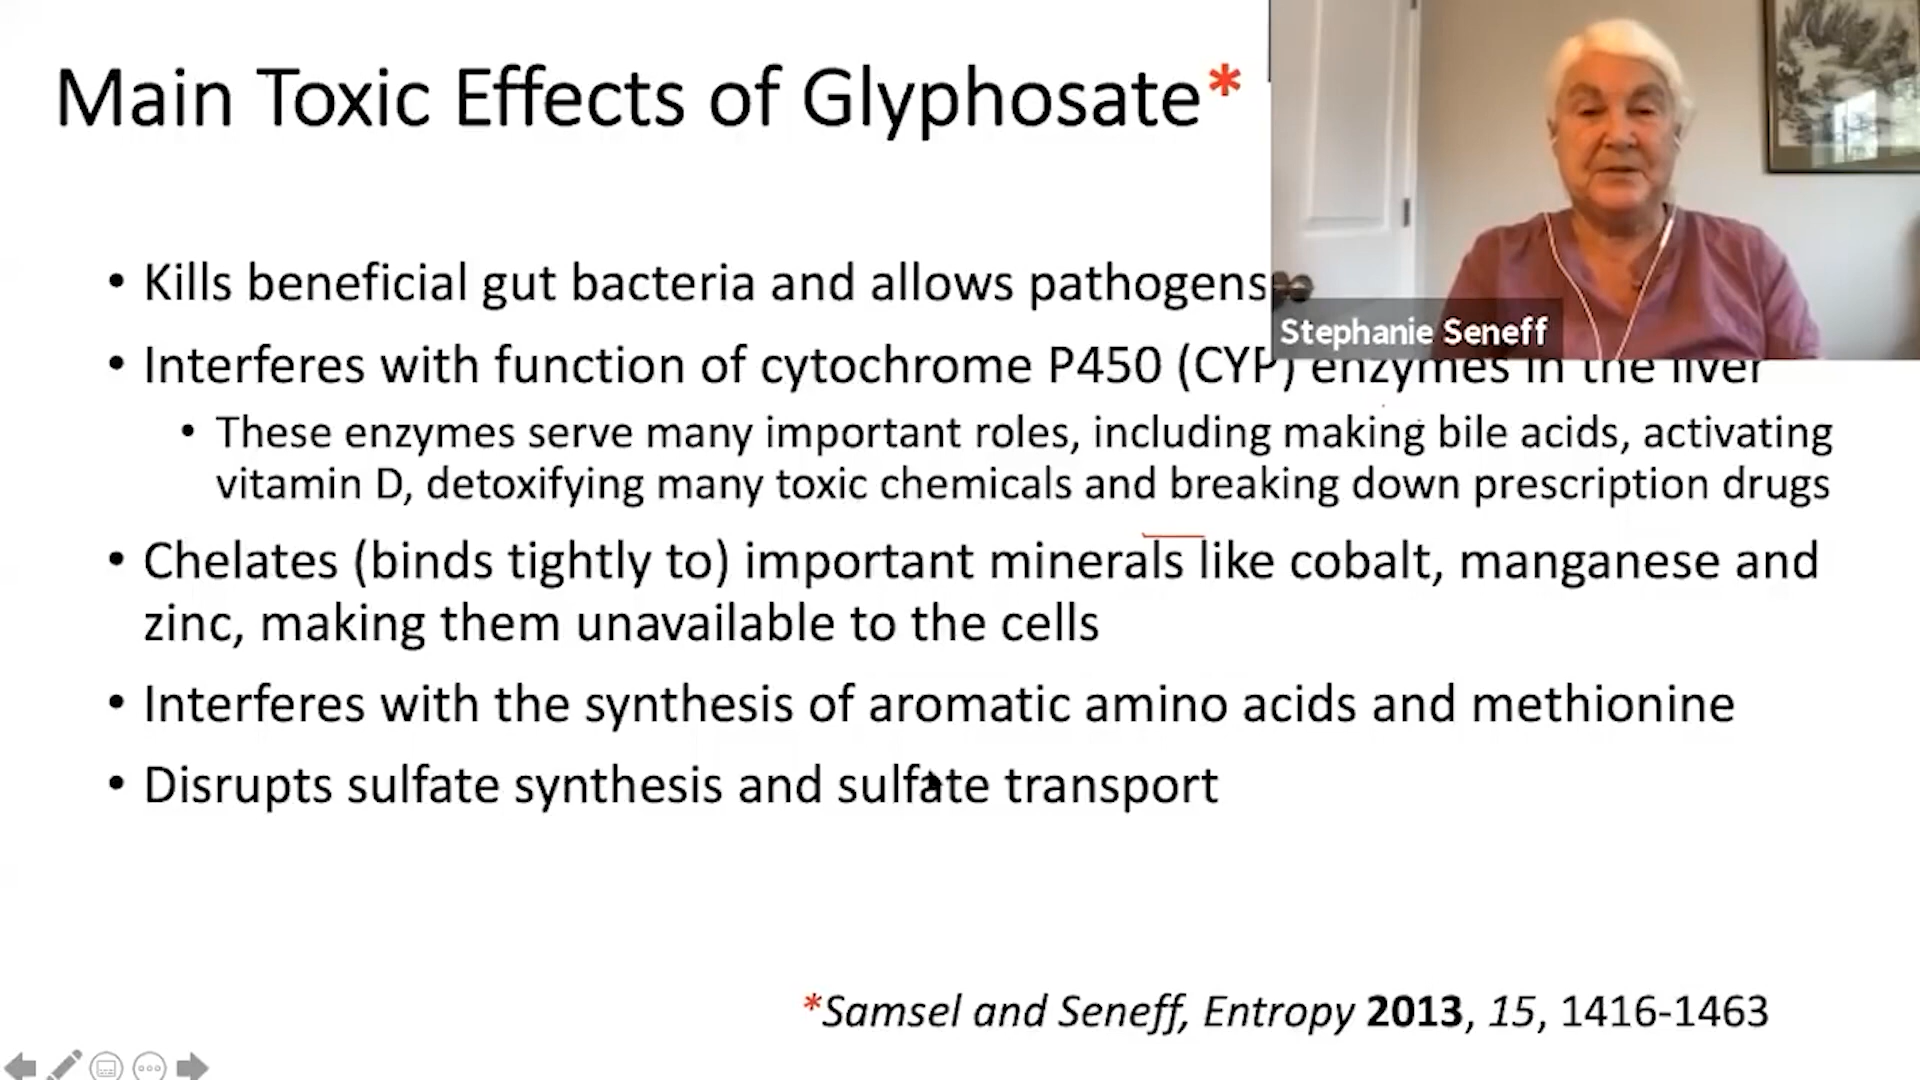 Main Toxic Effects of Glyphosate*
• Kills beneficial gut bacteria and allows pathogens
Stephanie Seneff
• Interferes with function of cytochrome P450 (CYP) enzymes in the liver
• These enzymes serve many important roles, including making bile acids, activating
vitamin D, detoxifying many toxic chemicals and breaking down prescription drugs
• Chelates (binds tightly to) important minerals like cobalt, manganese and
zinc, making them unavailable to the cells
• Interferes with the synthesis of aromatic amino acids and methionine
• Disrupts sulfate synthesis and sulfate transport
*Samsel and Seneff, Entropy 2013, 15, 1416-1463